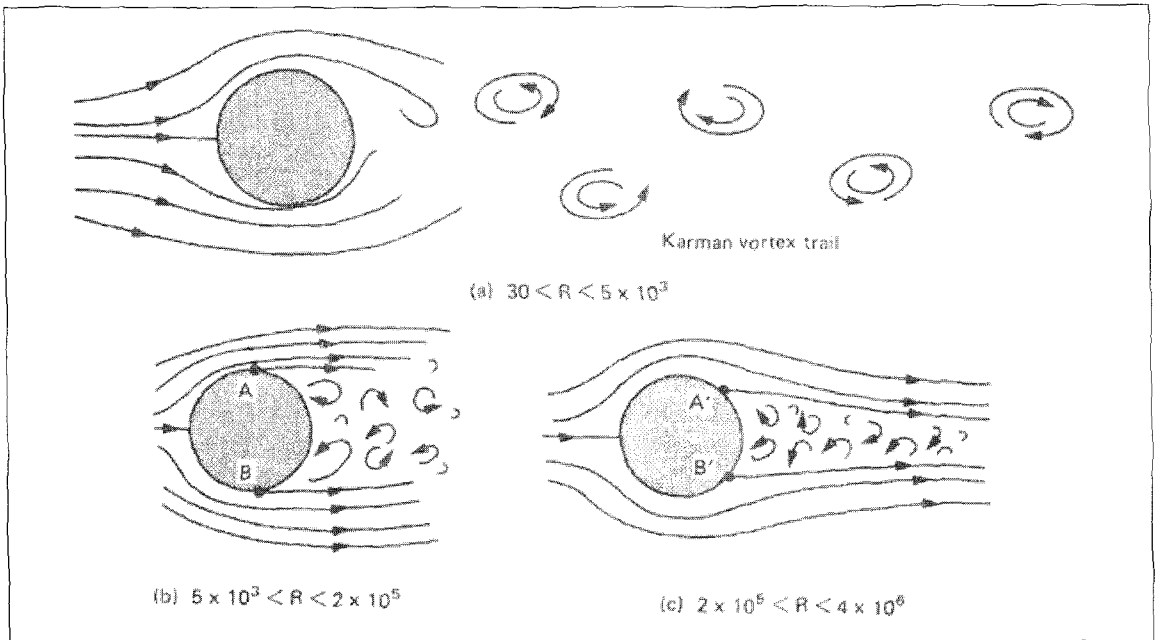 Karman vortex trail
(a) 30 < R < 5 x 10³
A
B
A′
B′
(b) 5 x 10³ < R < 2 x 10⁵
(c) 2 x 10⁵ < R < 4 x 10⁶